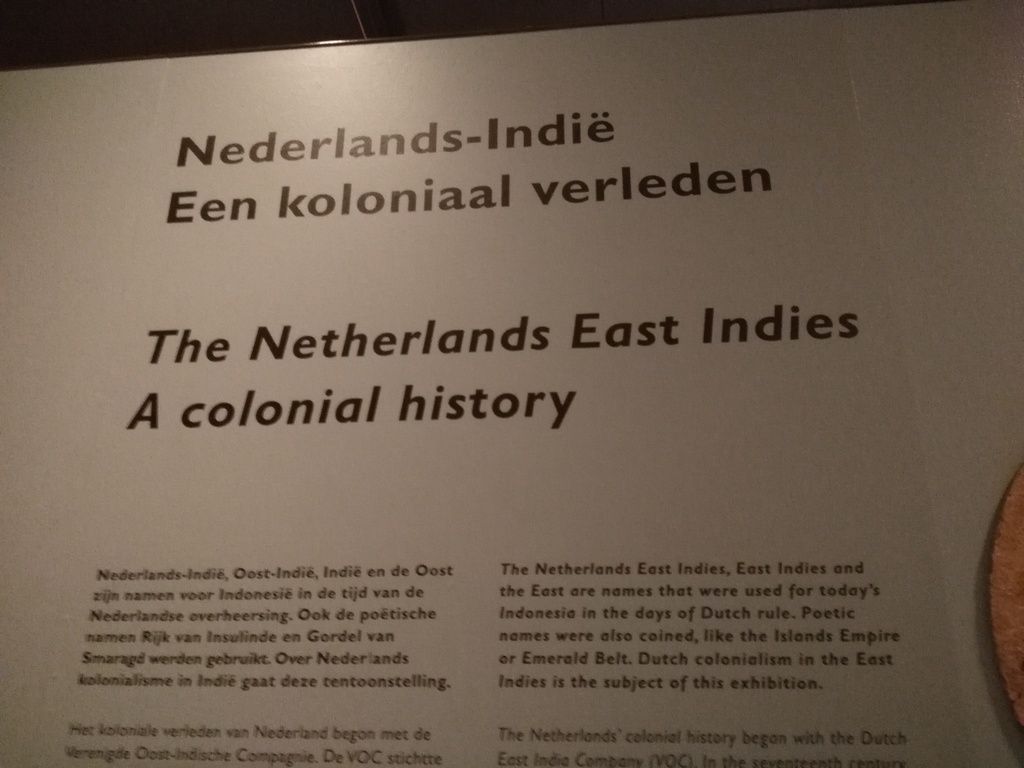 Nederlands-Indië
Een koloniaal verleden
The Netherlands East Indies
A colonial history
Nederlands-Indië, Oost-Indië, Indië en de Oost
zijn namen voor Indonesië in de tijd van de
Nederlandse overheersing. Ook de poëtische
namen Rijk van Insulinde en Gordel van
Smaragd werden gebruikt. Over Nederlands
kolonialisme in Indië gaat deze tentoonstelling.
Het koloniale verleden van Nederland begon met de
Verenigde Oost-Indische Compagnie. De VOC stichtte
The Netherlands East Indies, East Indies and
the East are names that were used for today's
Indonesia in the days of Dutch rule. Poetic
names were also coined, like the Islands Empire
or Emerald Belt. Dutch colonialism in the East
Indies is the subject of this exhibition.
The Netherlands' colonial history began with the Dutch
East India Company (VOC). In the seventeenth century